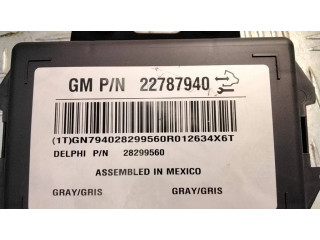 GM P/N 22787940
(1T)GN794028299560R012634X6T
DELPHI P/N 28299560
ASSEMBLED IN MEXICO
GRAY/GRIS GRAY/GRIS